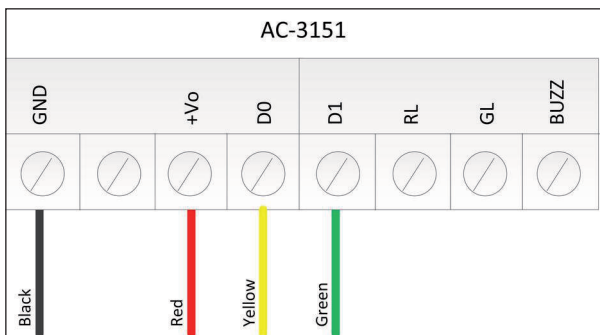 AC-3151
GND
+Vo
D0
D1
RL
GL
BUZZ
Black
Red
Yellow
Green